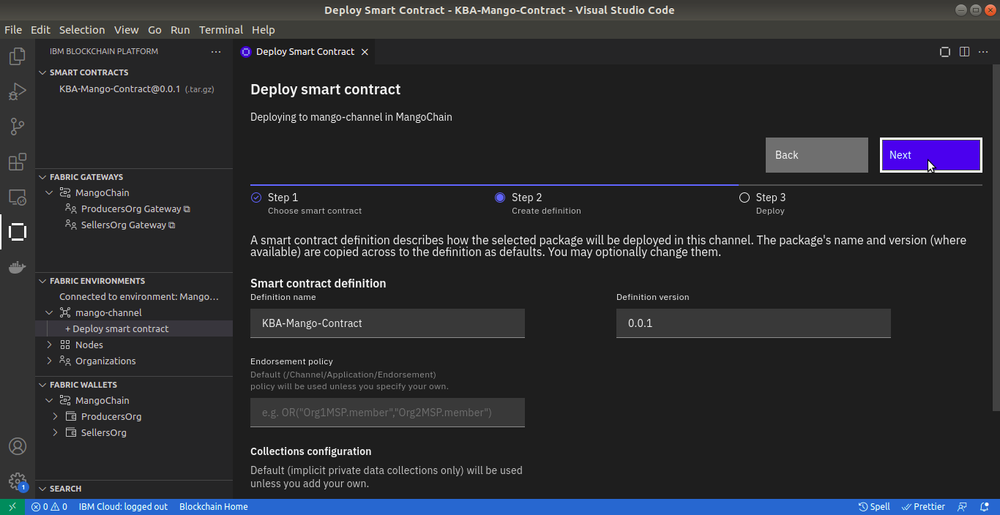 Deploy Smart Contract - KBA-Mango-Contract - Visual Studio Code
File Edit Selection View Go Run Terminal Help
IBM BLOCKCHAIN PLATFORM
SMART CONTRACTS
KBA-Mango-Contract@0.0.1 (.tar.gz)
FABRIC GATEWAYS
MangoChain
ProducersOrg Gateway
SellersOrg Gateway
FABRIC ENVIRONMENTS
Connected to environment: Mango...
mango-channel
+ Deploy smart contract
Nodes
Organizations
FABRIC WALLETS
MangoChain
ProducersOrg
SellersOrg
SEARCH
1
Deploy Smart Contract
Deploy smart contract
Deploying to mango-channel in MangoChain
Back
Next
Step 1
Choose smart contract
Step 2
Create definition
Step 3
Deploy
A smart contract definition describes how the selected package will be deployed in this channel. The package's name and version (where
available) are copied across to the definition as defaults. You may optionally change them.
Smart contract definition
Definition name
KBA-Mango-Contract
Definition version
0.0.1
Endorsement policy
Default (/Channel/Application/Endorsement)
policy will be used unless you specify your own.
e.g. OR("Org1MSP.member","Org2MSP.member")
Collections configuration
Default (implicit private data collections only) will be used
unless you add your own.
0 0 IBM Cloud: logged out Blockchain Home Spell Prettier